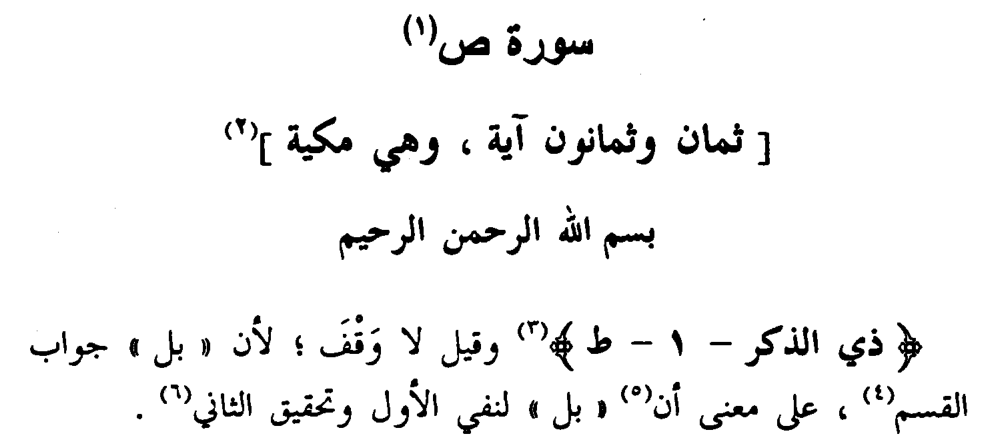 سورة ص(١)
[ ثمان وثمانون آية ، وهي مكية ](٢)
بسم الله الرحمن الرحيم
﴿ ذي الذكر – ١ – ط ﴾(٣) وقيل لا وَقْفَ ؛ لأن « بل » جواب
القسم(٤) ، على معنى أن(٥) « بل » لنفي الأول وتحقيق الثاني(٦) .